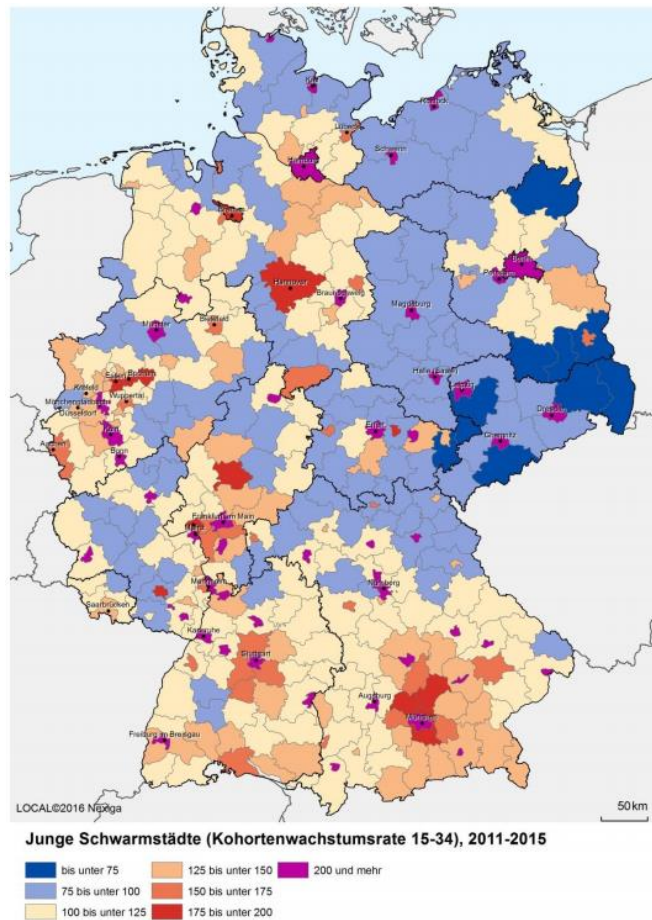 Kiel
Rostock
Lübeck
Schwerin
Hamburg
Bremen
Berlin
Potsdam
Hannover
Braunschweig
Magdeburg
Münster
Bielefeld
Essen
Bochum
Krefeld
Wuppertal
Mönchengladbach
Düsseldorf
Köln
Aachen
Bonn
Halle (Saale)
Leipzig
Dresden
Erfurt
Chemnitz
Frankfurt am Main
Mainz
Mannheim
Nürnberg
Saarbrücken
Karlsruhe
Stuttgart
Augsburg
München
Freiburg im Breisgau
LOCAL©2016 Nexiga
50 km
Junge Schwarmstädte (Kohortenwachstumsrate 15-34), 2011-2015
bis unter 75 125 bis unter 150 200 und mehr
75 bis unter 100 150 bis unter 175
100 bis unter 125 175 bis unter 200